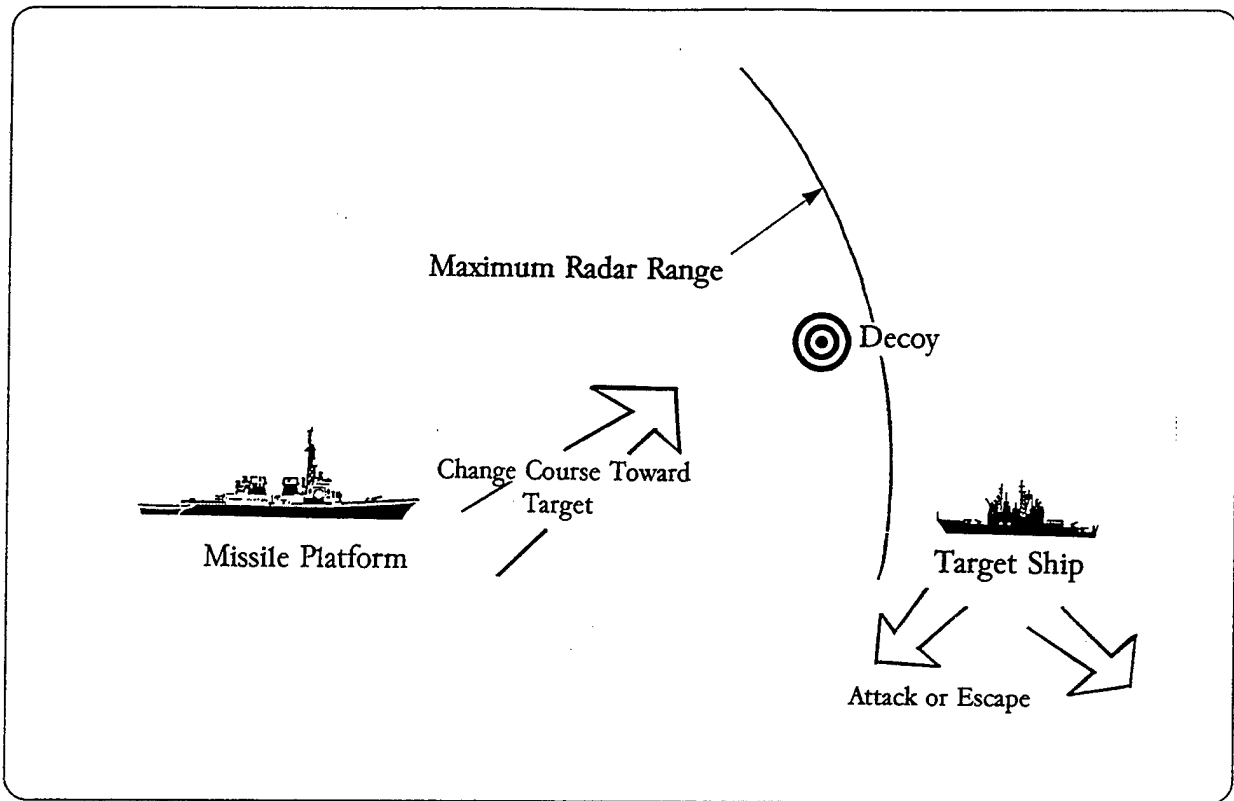 Maximum Radar Range
Decoy
Change Course Toward
Target
Missile Platform
Target Ship
Attack or Escape